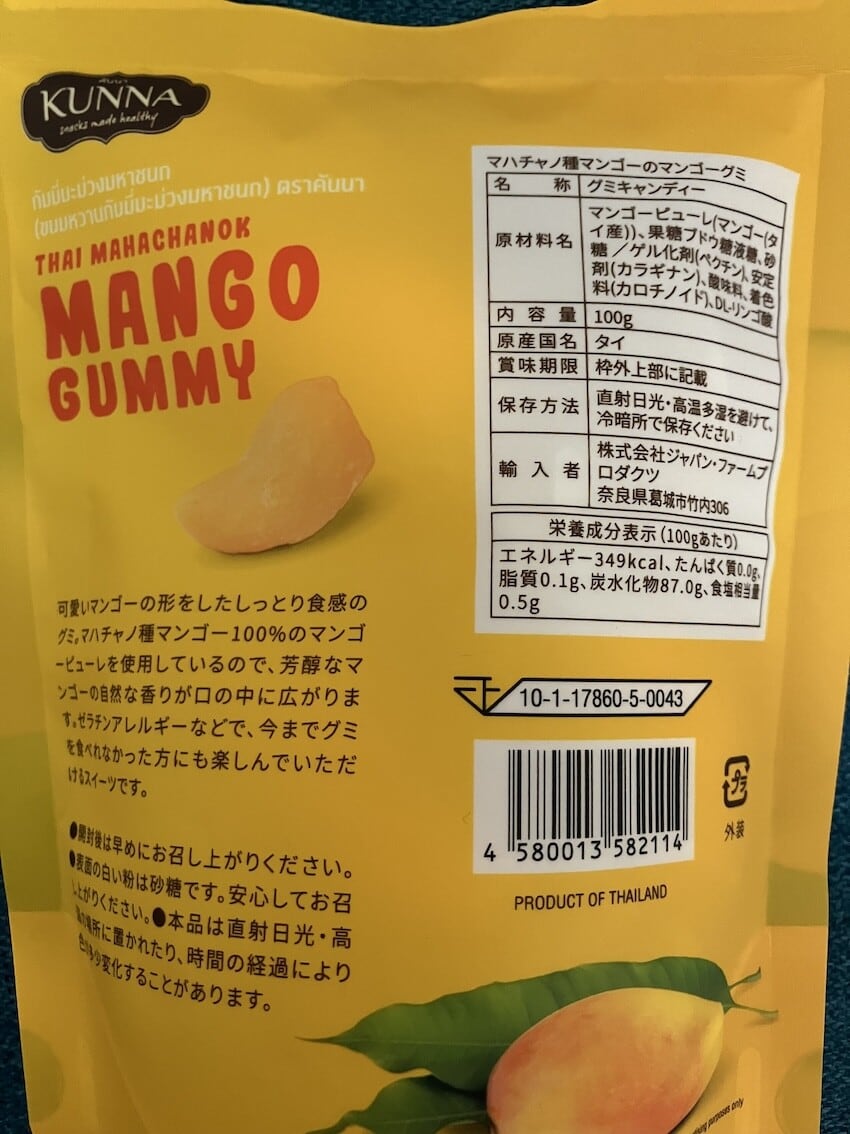 คันนา
KUNNA
snacks made healthy
กัมมี่มะม่วงมหาชนก
(ขนมหวานกัมมี่มะม่วงมหาชนก) ตราคันนา
THAI MAHACHANOK
MANGO
GUMMY
可愛いマンゴーの形をしたしっとり食感の
グミ。マハチャノ種マンゴー100%のマンゴ
ーピューレを使用しているので、芳醇なマ
ンゴーの自然な香りが口の中に広がりま
す。ゼラチンアレルギーなどで、今までグミ
を食べれなかった方にも楽しんでいただ
けるスイーツです。
●開封後は早めにお召し上がりください。
●表面の白い粉は砂糖です。安心してお召
し上がりください。●本品は直射日光・高
温の場所に置かれたり、時間の経過により
色が多少変化することがあります。
マハチャノ種マンゴーのマンゴーグミ
名称 グミキャンディー
原材料名 マンゴーピューレ(マンゴー(タ
イ産))、果糖ブドウ糖液糖、砂
糖/ゲル化剤(ペクチン)、安定
剤(カラギナン)、酸味料、着色
料(カロチノイド)、DL-リンゴ酸
内容量 100g
原産国名 タイ
賞味期限 枠外上部に記載
保存方法 直射日光・高温多湿を避けて、
冷暗所で保存ください
輸入者 株式会社ジャパン・ファームプ
ロダクツ
奈良県葛城市竹内306
栄養成分表示(100gあたり)
エネルギー349kcal、たんぱく質0.0g、
脂質0.1g、炭水化物87.0g、食塩相当量
0.5g
10-1-17860-5-0043
4 580013 582114
プラ
外装
PRODUCT OF THAILAND
purposes only